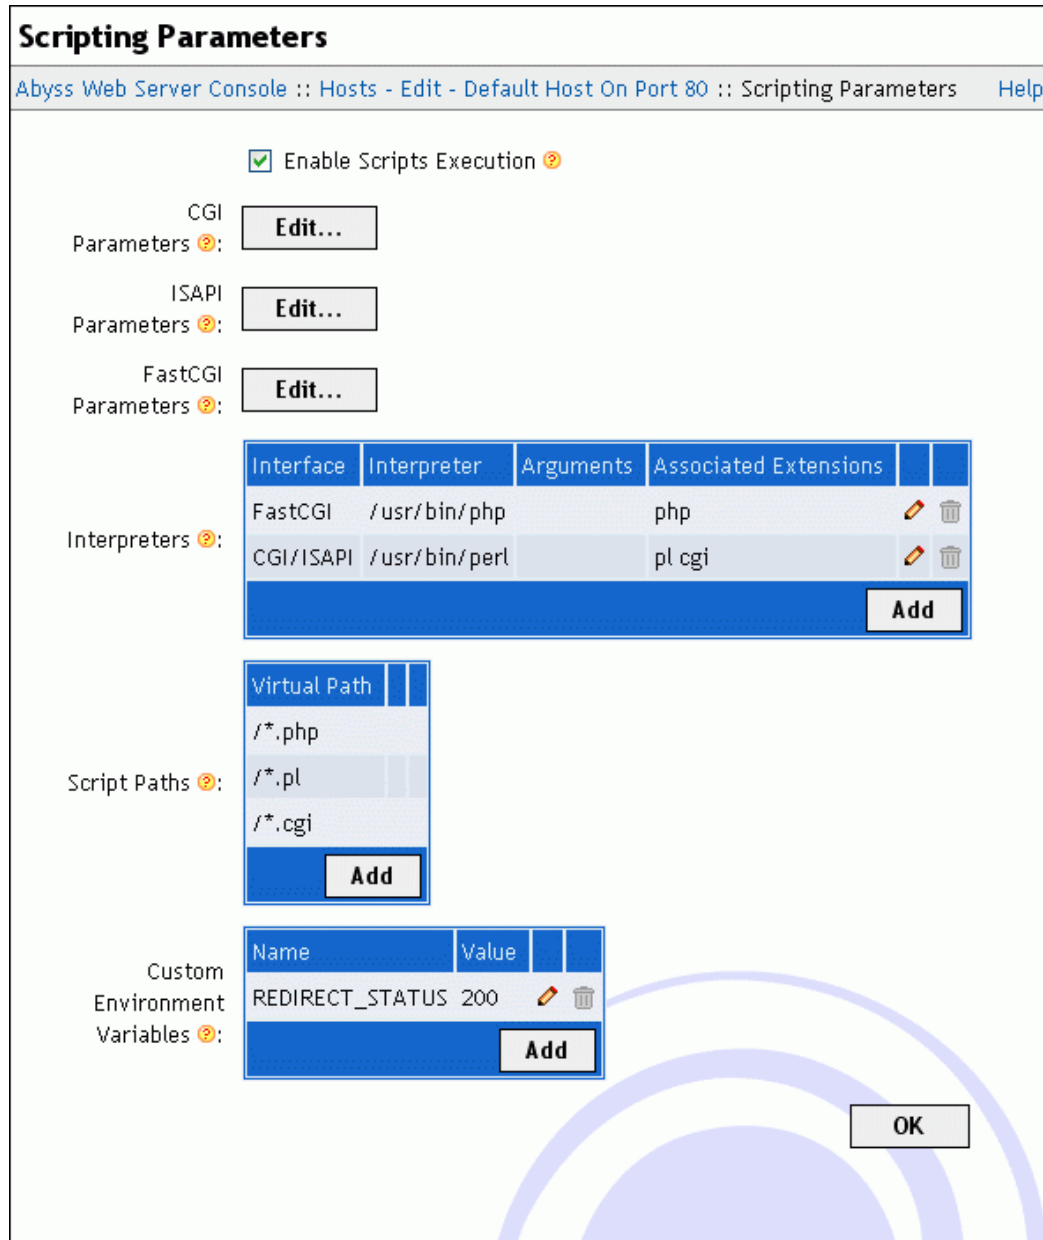 Scripting Parameters
Abyss Web Server Console :: Hosts - Edit - Default Host On Port 80 :: Scripting Parameters Help
Enable Scripts Execution ?
CGI
Parameters ?:
Edit...
ISAPI
Parameters ?:
Edit...
FastCGI
Parameters ?:
Edit...
Interpreters ?:
Interface Interpreter Arguments Associated Extensions
FastCGI /usr/bin/php php
CGI/ISAPI /usr/bin/perl pl cgi
Add
Script Paths ?:
Virtual Path
/*.php
/*.pl
/*.cgi
Add
Custom
Environment
Variables ?:
Name Value
REDIRECT_STATUS 200
Add
OK